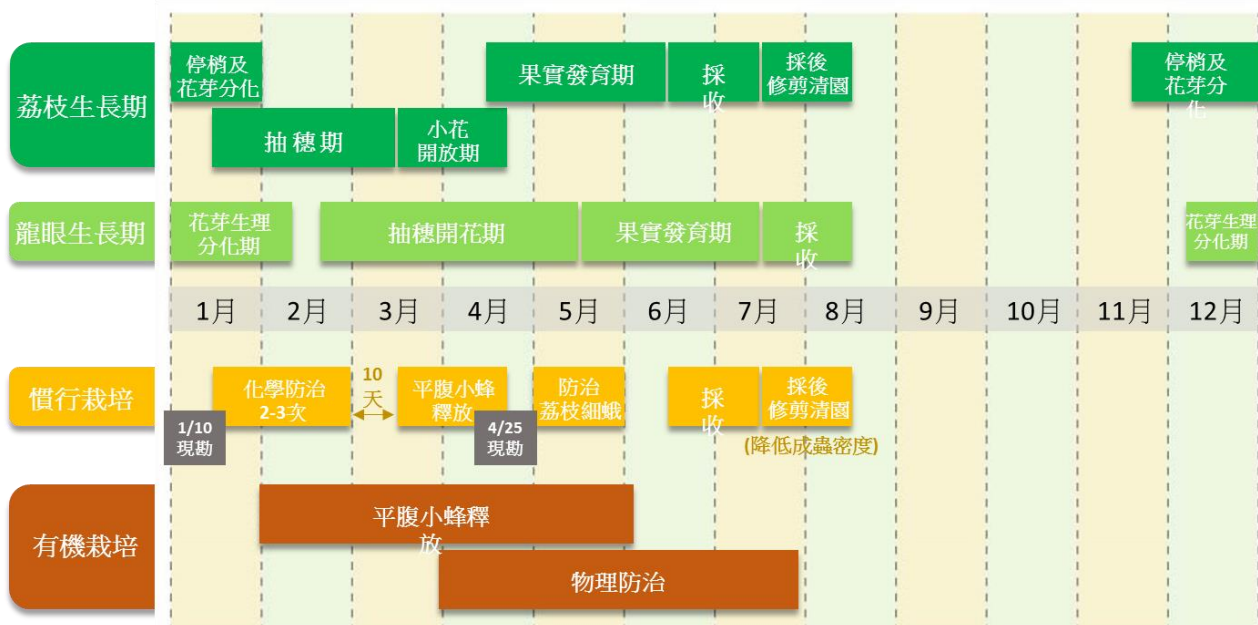 荔枝生長期
停梢及
花芽分化
果實發育期
採
收
採後
修剪清園
停梢及
花芽分
化
抽穗期
小花
開放期
龍眼生長期
花芽生理
分化期
抽穗開花期
果實發育期
採
收
花芽生理
分化期
1月 2月 3月 4月 5月 6月 7月 8月 9月 10月 11月 12月
慣行栽培
化學防治
2-3次
10
天
平腹小蜂
釋放
防治
荔枝細蛾
採
收
採後
修剪清園
1/10
現勘
4/25
現勘
(降低成蟲密度)
有機栽培
平腹小蜂釋
放
物理防治